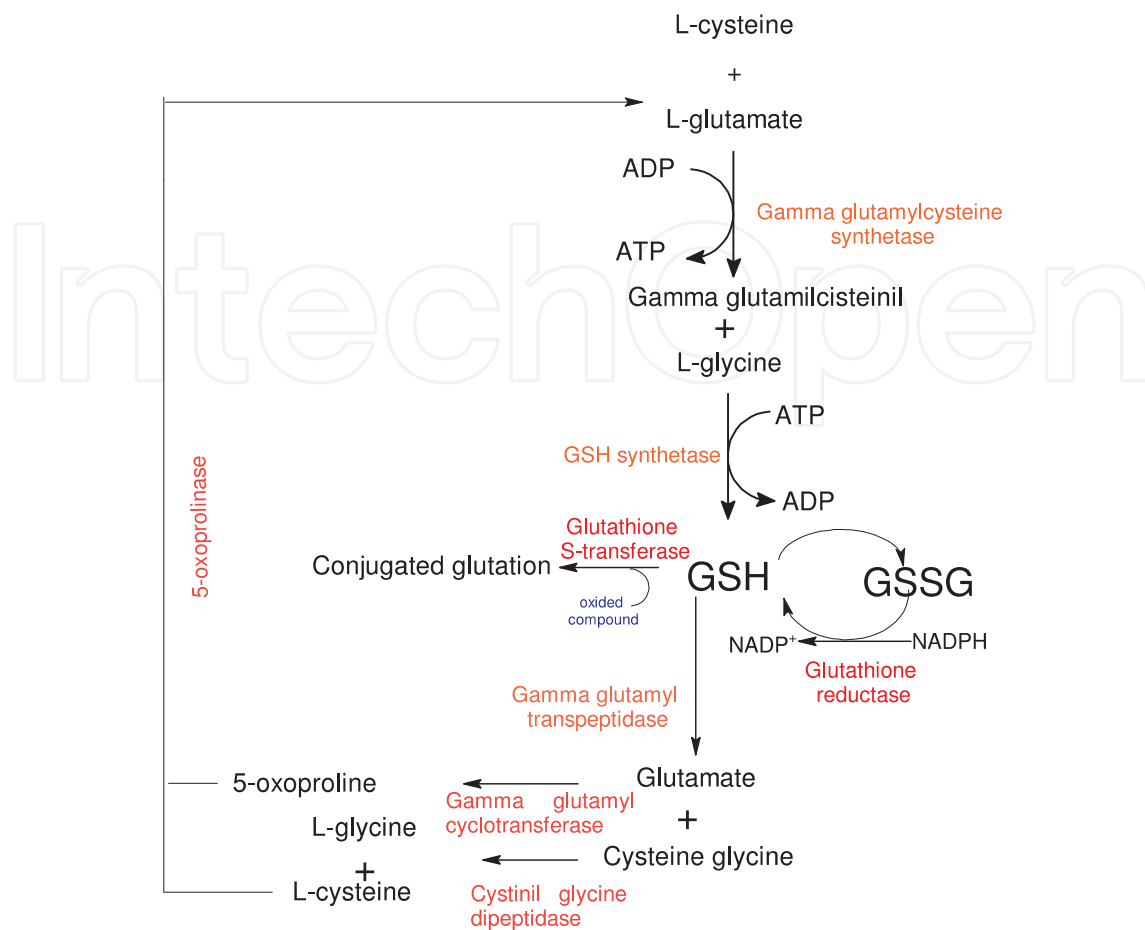 L-cysteine
+
L-glutamate
ADP
Gamma glutamylcysteine
synthetase
ATP
Gamma glutamilcisteinil
+
L-glycine
ATP
GSH synthetase
ADP
5-oxoprolinase
Glutathione
S-transferase
Conjugated glutation
GSH
GSSG
oxided
compound
NADP+
NADPH
Glutathione
reductase
Gamma glutamyl
transpeptidase
5-oxoproline
Glutamate
Gamma glutamyl
cyclotransferase
+
L-glycine
+
Cysteine glycine
L-cysteine
Cystinil glycine
dipeptidase
IntechOpen